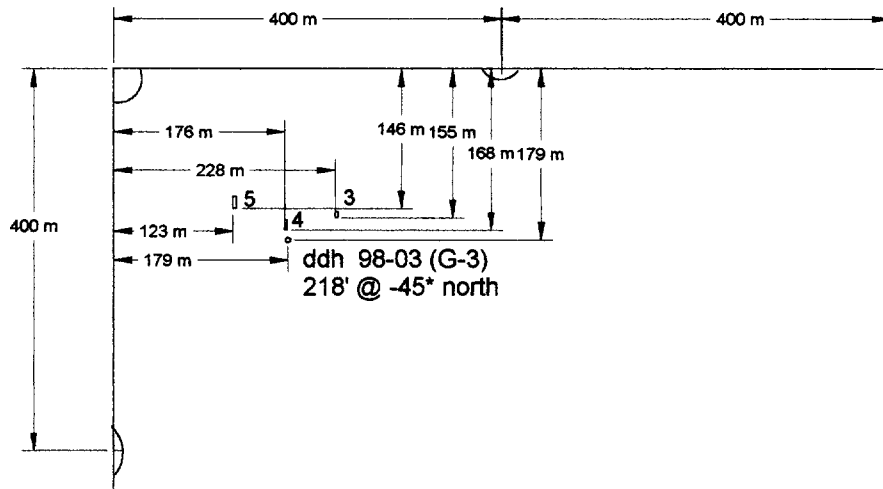 400 m
400 m
176 m
146 m
155 m
168 m
179 m
228 m
5
3
400 m
4
123 m
179 m
ddh 98-03 (G-3)
218' @ -45* north